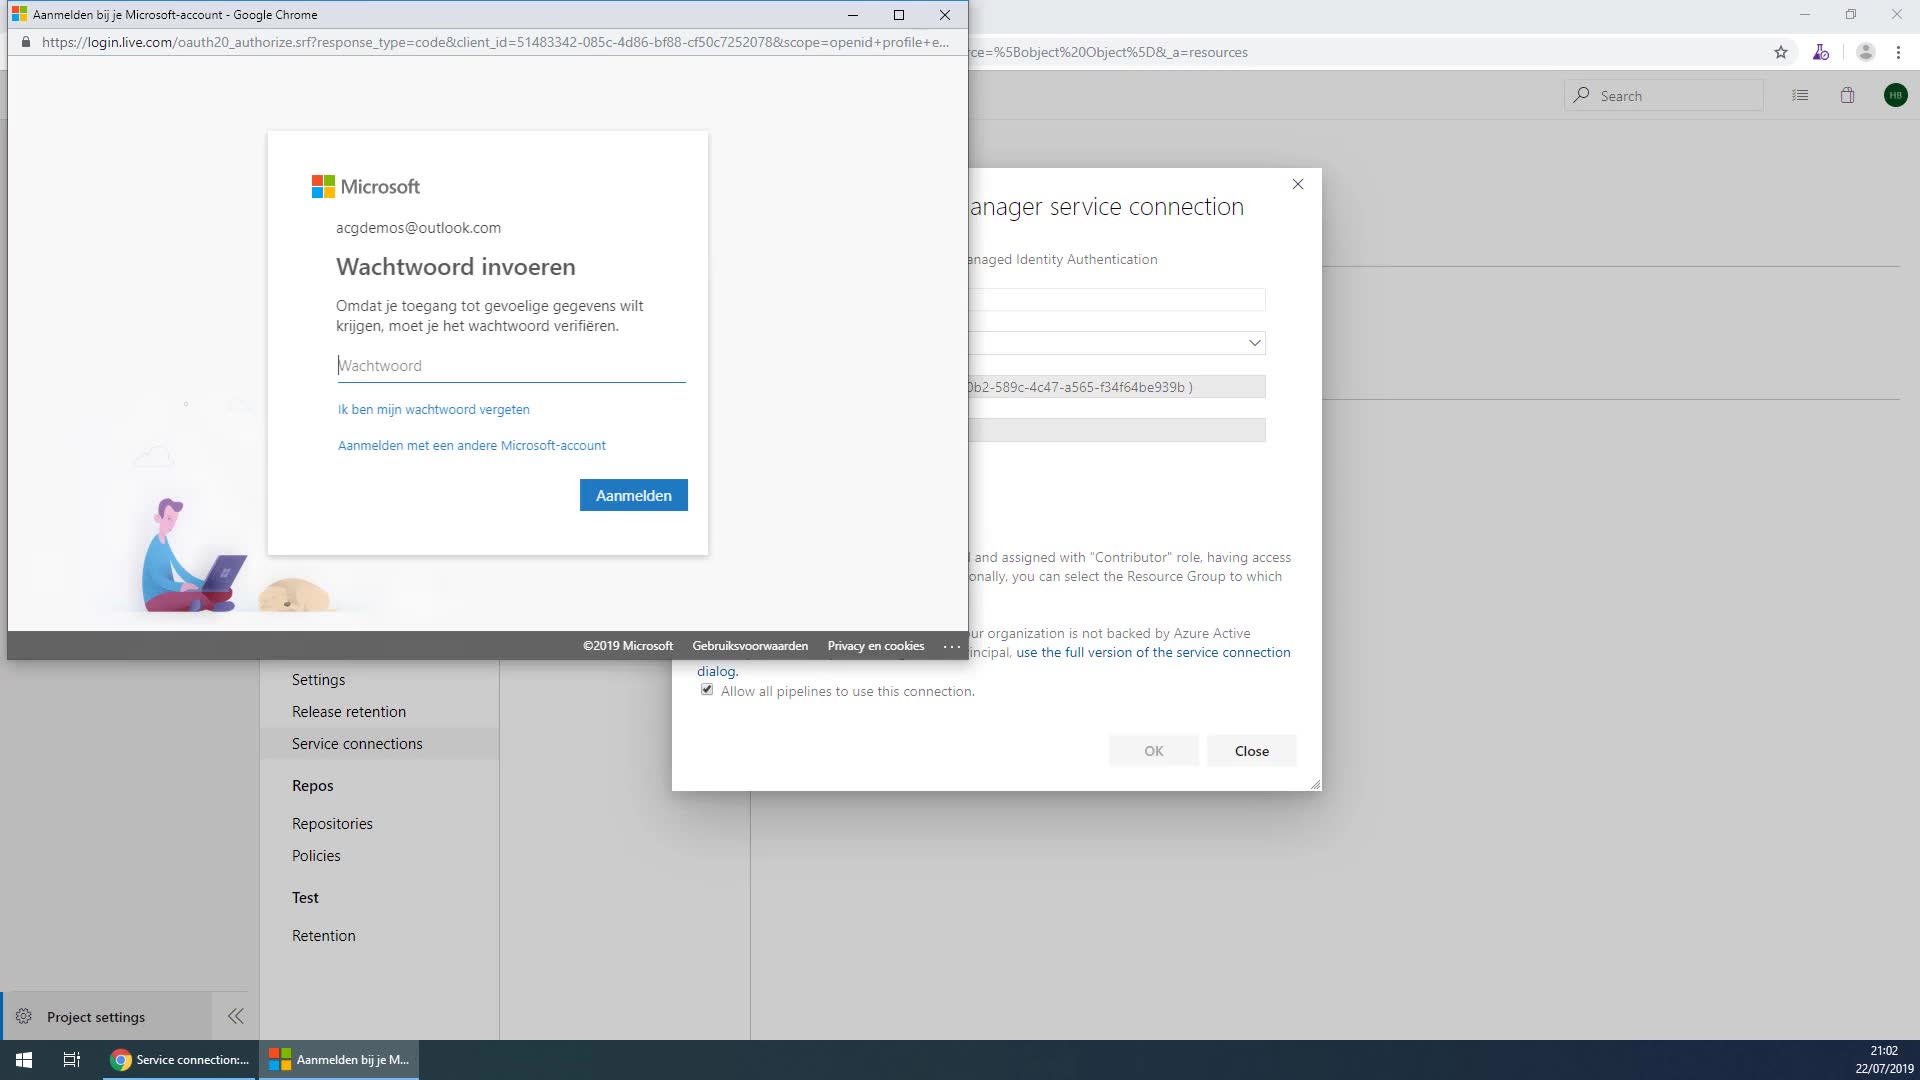 Aanmelden bij je Microsoft-account - Google Chrome
https://login.live.com/oauth20_authorize.srf?response_type=code&client_id=51483342-085c-4d86-bf88-cf50c7252078&scope=openid+profile+e...
rce=%5Bobject%20Object%5D&_a=resources
Search
HB
Microsoft
acgdemos@outlook.com
Wachtwoord invoeren
Omdat je toegang tot gevoelige gegevens wilt
krijgen, moet je het wachtwoord verifiëren.
Wachtwoord
Ik ben mijn wachtwoord vergeten
Aanmelden met een andere Microsoft-account
Aanmelden
©2019 Microsoft
Gebruiksvoorwaarden
Privacy en cookies
...
anager service connection
anaged Identity Authentication
0b2-589c-4c47-a565-f34f64be939b )
and assigned with "Contributor" role, having access
onally, you can select the Resource Group to which
ur organization is not backed by Azure Active
incipal, use the full version of the service connection
dialog.
Allow all pipelines to use this connection.
OK
Close
Settings
Release retention
Service connections
Repos
Repositories
Policies
Test
Retention
Project settings
Service connection:...
Aanmelden bij je M...
21:02
22/07/2019